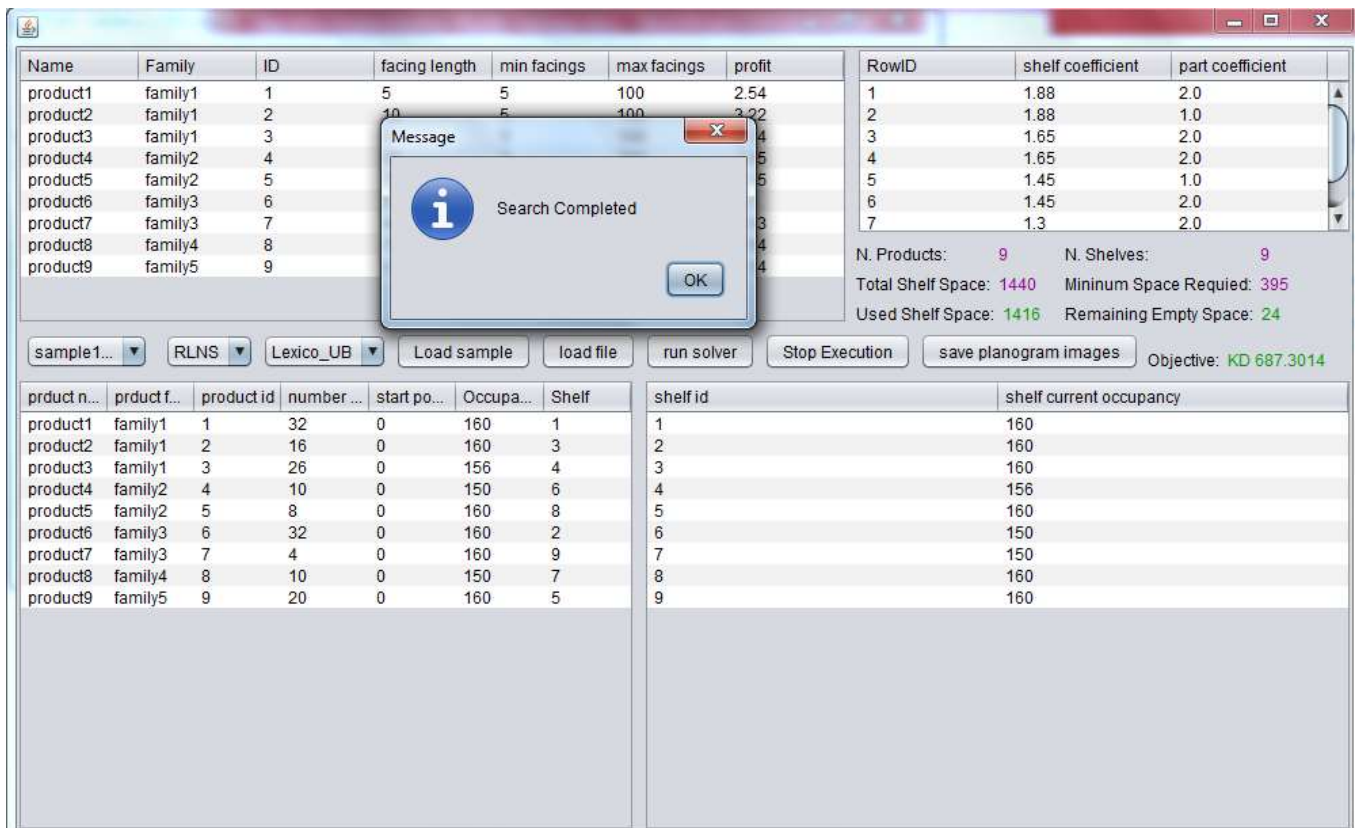 Name Family ID facing length min facings max facings profit
product1 family1 1 5 5 100 2.54
product2 family1 2 10 5 100 3.22
product3 family1 3
product4 family2 4
product5 family2 5
product6 family3 6
product7 family3 7
product8 family4 8
product9 family5 9
Message
Search Completed
OK
RowID shelf coefficient part coefficient
1 1.88 2.0
2 1.88 1.0
3 1.65 2.0
4 1.65 2.0
5 1.45 1.0
6 1.45 2.0
7 1.3 2.0
N. Products: 9 N. Shelves: 9
Total Shelf Space: 1440 Mininum Space Requied: 395
Used Shelf Space: 1416 Remaining Empty Space: 24
sample1... RLNS Lexico_UB Load sample load file run solver Stop Execution save planogram images Objective: KD 687.3014
prduct n... prduct f... product id number ... start po... Occupa... Shelf
product1 family1 1 32 0 160 1
product2 family1 2 16 0 160 3
product3 family1 3 26 0 156 4
product4 family2 4 10 0 150 6
product5 family2 5 8 0 160 8
product6 family3 6 32 0 160 2
product7 family3 7 4 0 160 9
product8 family4 8 10 0 150 7
product9 family5 9 20 0 160 5
shelf id shelf current occupancy
1 160
2 160
3 160
4 156
5 160
6 150
7 150
8 160
9 160